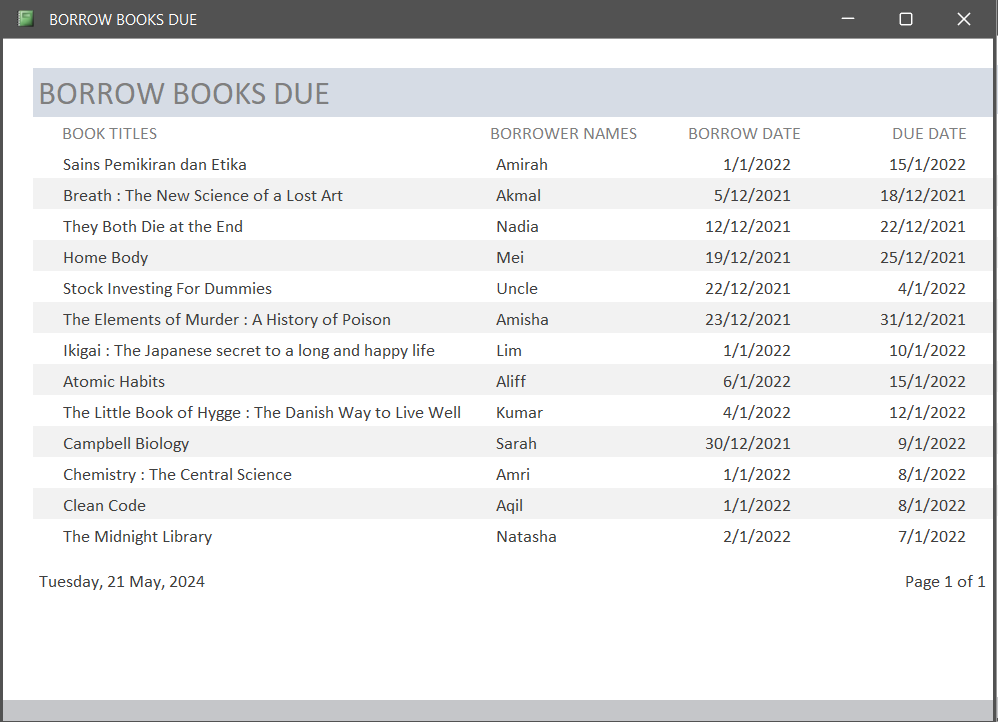 BORROW BOOKS DUE
BORROW BOOKS DUE
BOOK TITLES BORROWER NAMES BORROW DATE DUE DATE
Sains Pemikiran dan Etika Amirah 1/1/2022 15/1/2022
Breath : The New Science of a Lost Art Akmal 5/12/2021 18/12/2021
They Both Die at the End Nadia 12/12/2021 22/12/2021
Home Body Mei 19/12/2021 25/12/2021
Stock Investing For Dummies Uncle 22/12/2021 4/1/2022
The Elements of Murder : A History of Poison Amisha 23/12/2021 31/12/2021
Ikigai : The Japanese secret to a long and happy life Lim 1/1/2022 10/1/2022
Atomic Habits Aliff 6/1/2022 15/1/2022
The Little Book of Hygge : The Danish Way to Live Well Kumar 4/1/2022 12/1/2022
Campbell Biology Sarah 30/12/2021 9/1/2022
Chemistry : The Central Science Amri 1/1/2022 8/1/2022
Clean Code Aqil 1/1/2022 8/1/2022
The Midnight Library Natasha 2/1/2022 7/1/2022
Tuesday, 21 May, 2024 Page 1 of 1